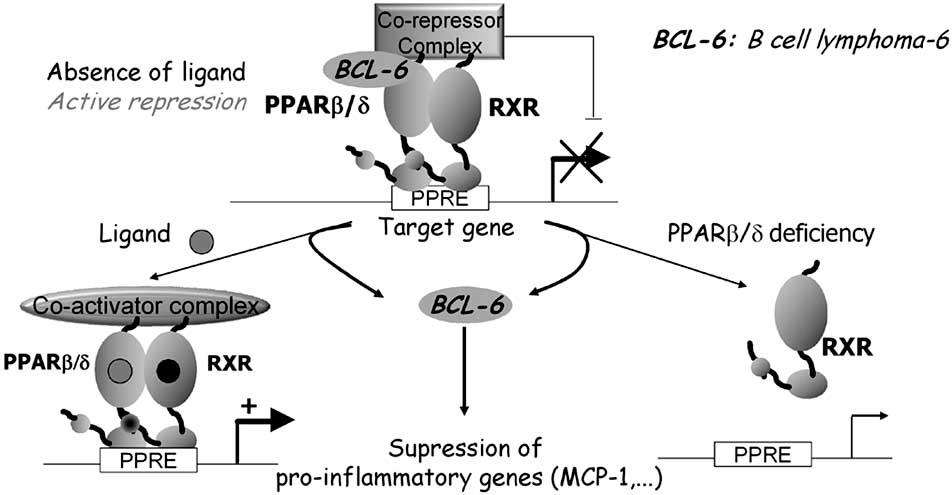 Co-repressor
Complex
BCL-6: B cell lymphoma-6
Absence of ligand
BCL-6
Active repression
PPARβ/δ
RXR
PPRE
Target gene
Ligand
PPARβ/δ deficiency
Co-activator complex
BCL-6
PPARβ/δ
RXR
RXR
+
PPRE
Supression of
pro-inflammatory genes (MCP-1,...)
PPRE